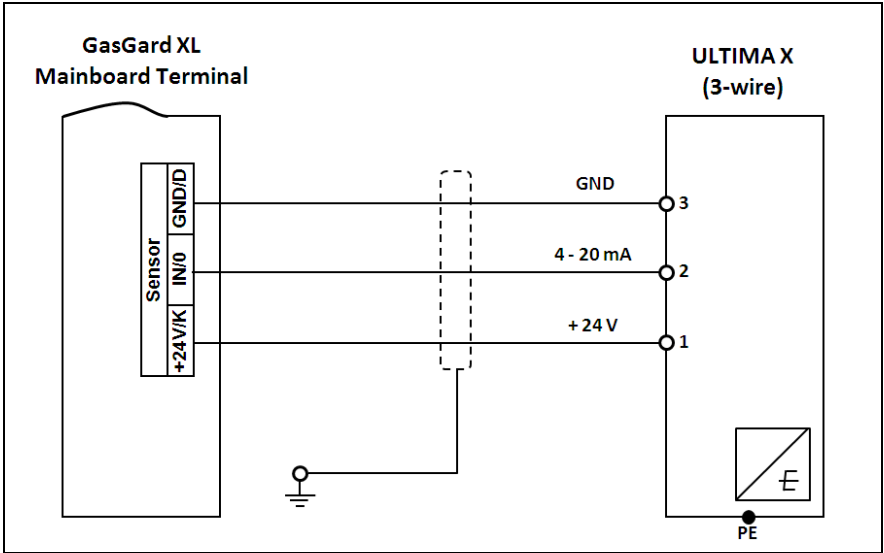 GasGard XL
Mainboard Terminal
ULTIMA X
(3-wire)
Sensor
GND/D
IN/0
+24V/K
GND
3
4 - 20 mA
2
+ 24 V
1
E
PE